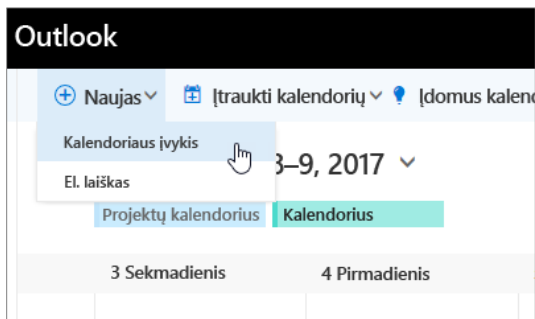 Outlook
Naujas Įtraukti kalendorių Įdomus kalend
Kalendoriaus įvykis
–9, 2017
El. laiškas
Projektų kalendorius Kalendorius
3 Sekmadienis 4 Pirmadienis